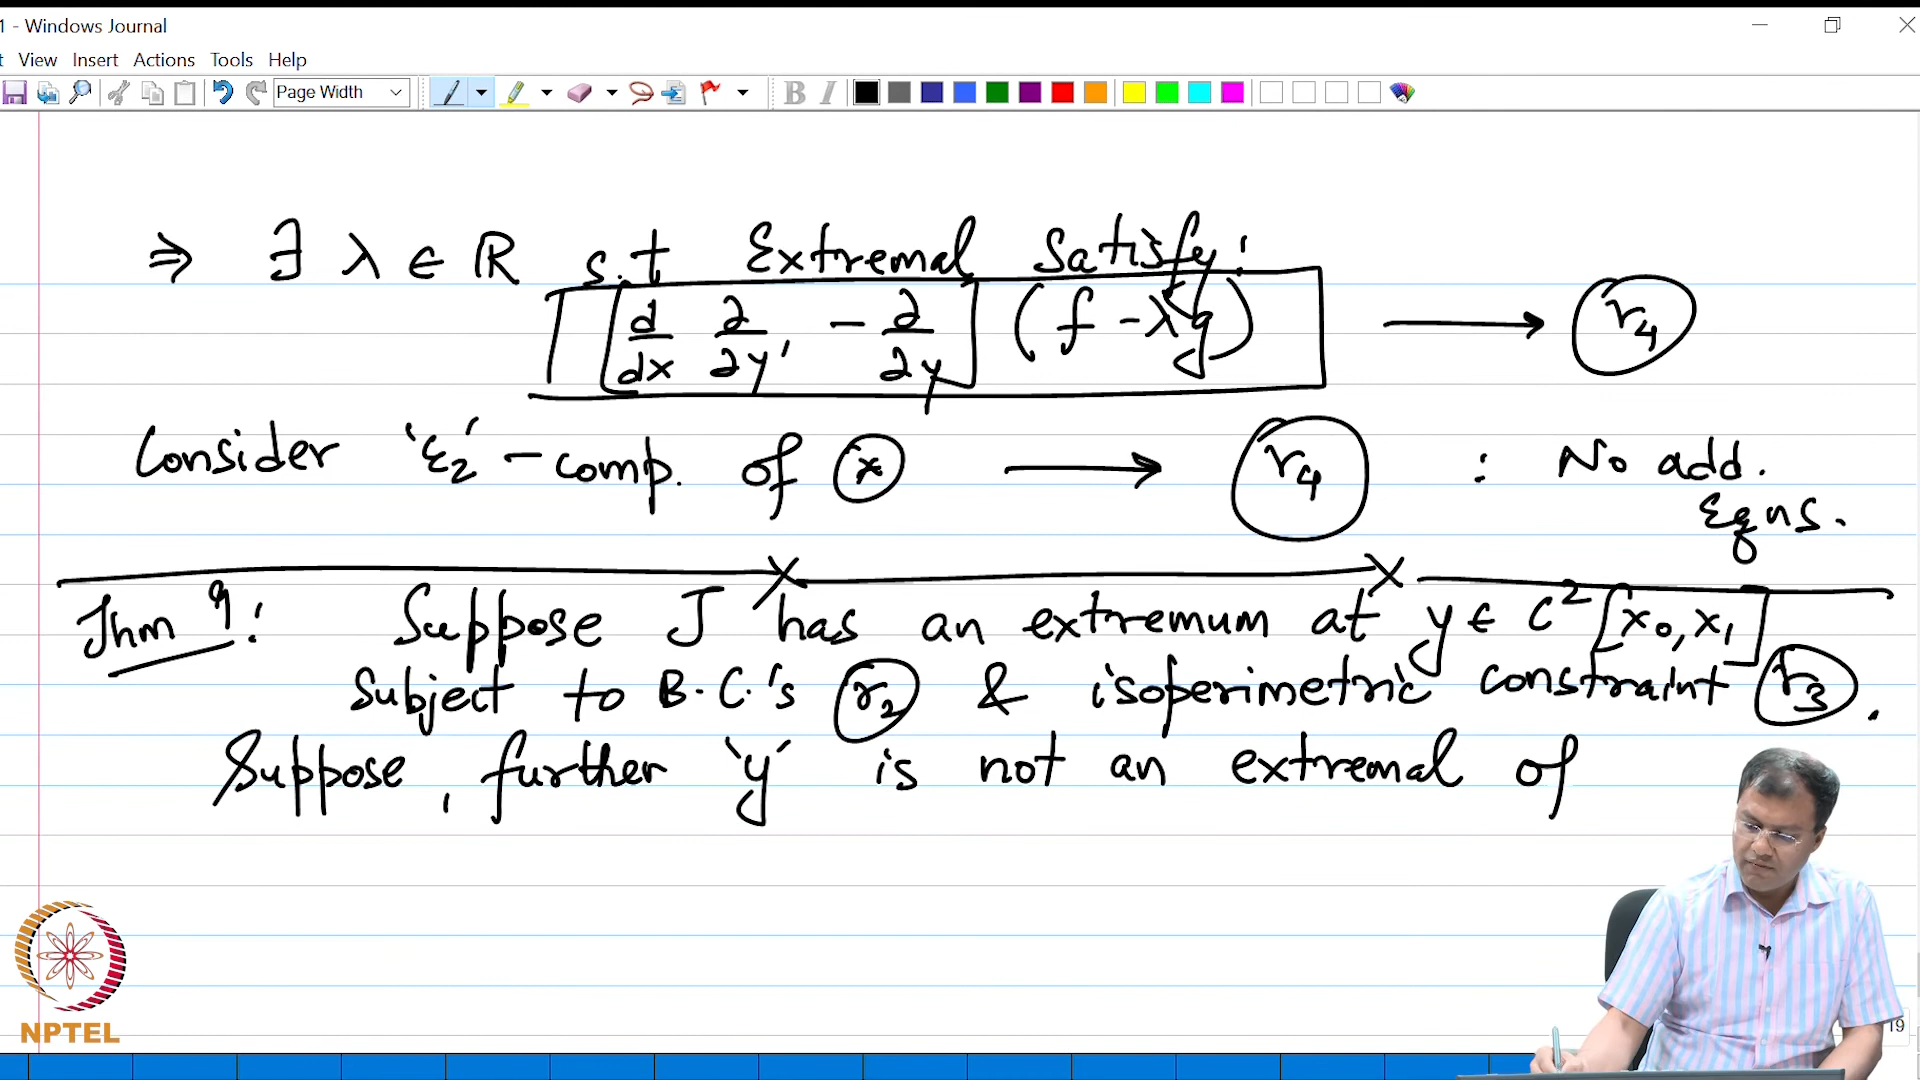 1 - Windows Journal
t View Insert Actions Tools Help
Page Width B I
⇒ ∃ λ ∈ ℝ s.t Extremal Satisfy:
[d/dx ∂/∂y' - ∂/∂y] (f - λg) → r₄
Consider 'ε₂' - comp. of (*) → r₄ : No add. Eqns.
Thm 9: Suppose J has an extremum at y ∈ C² [x₀, x₁]
Subject to B.C.'s r₂ & isoperimetric constraint r₃.
Suppose, further 'y' is not an extremal of
NPTEL
19